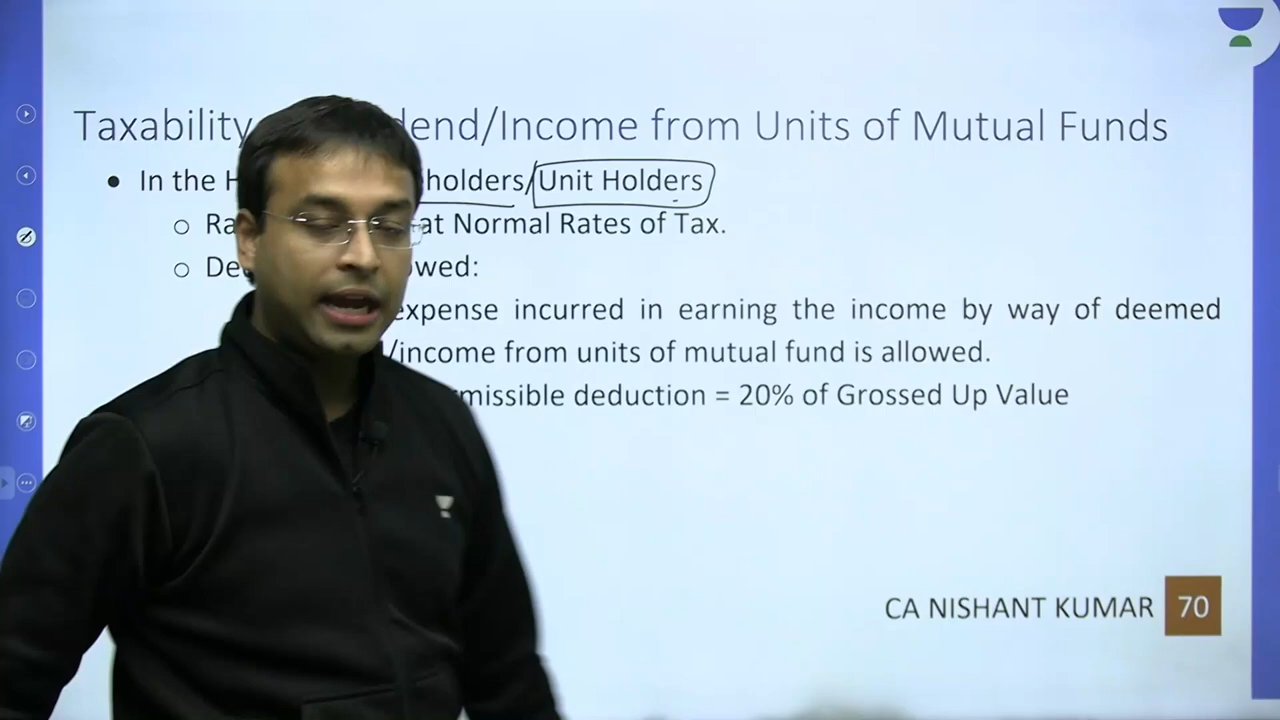 Taxability dend/Income from Units of Mutual Funds
• In the H holders/Unit Holders
o Ra at Normal Rates of Tax.
o De owed:
expense incurred in earning the income by way of deemed
/income from units of mutual fund is allowed.
missible deduction = 20% of Grossed Up Value
CA NISHANT KUMAR 70